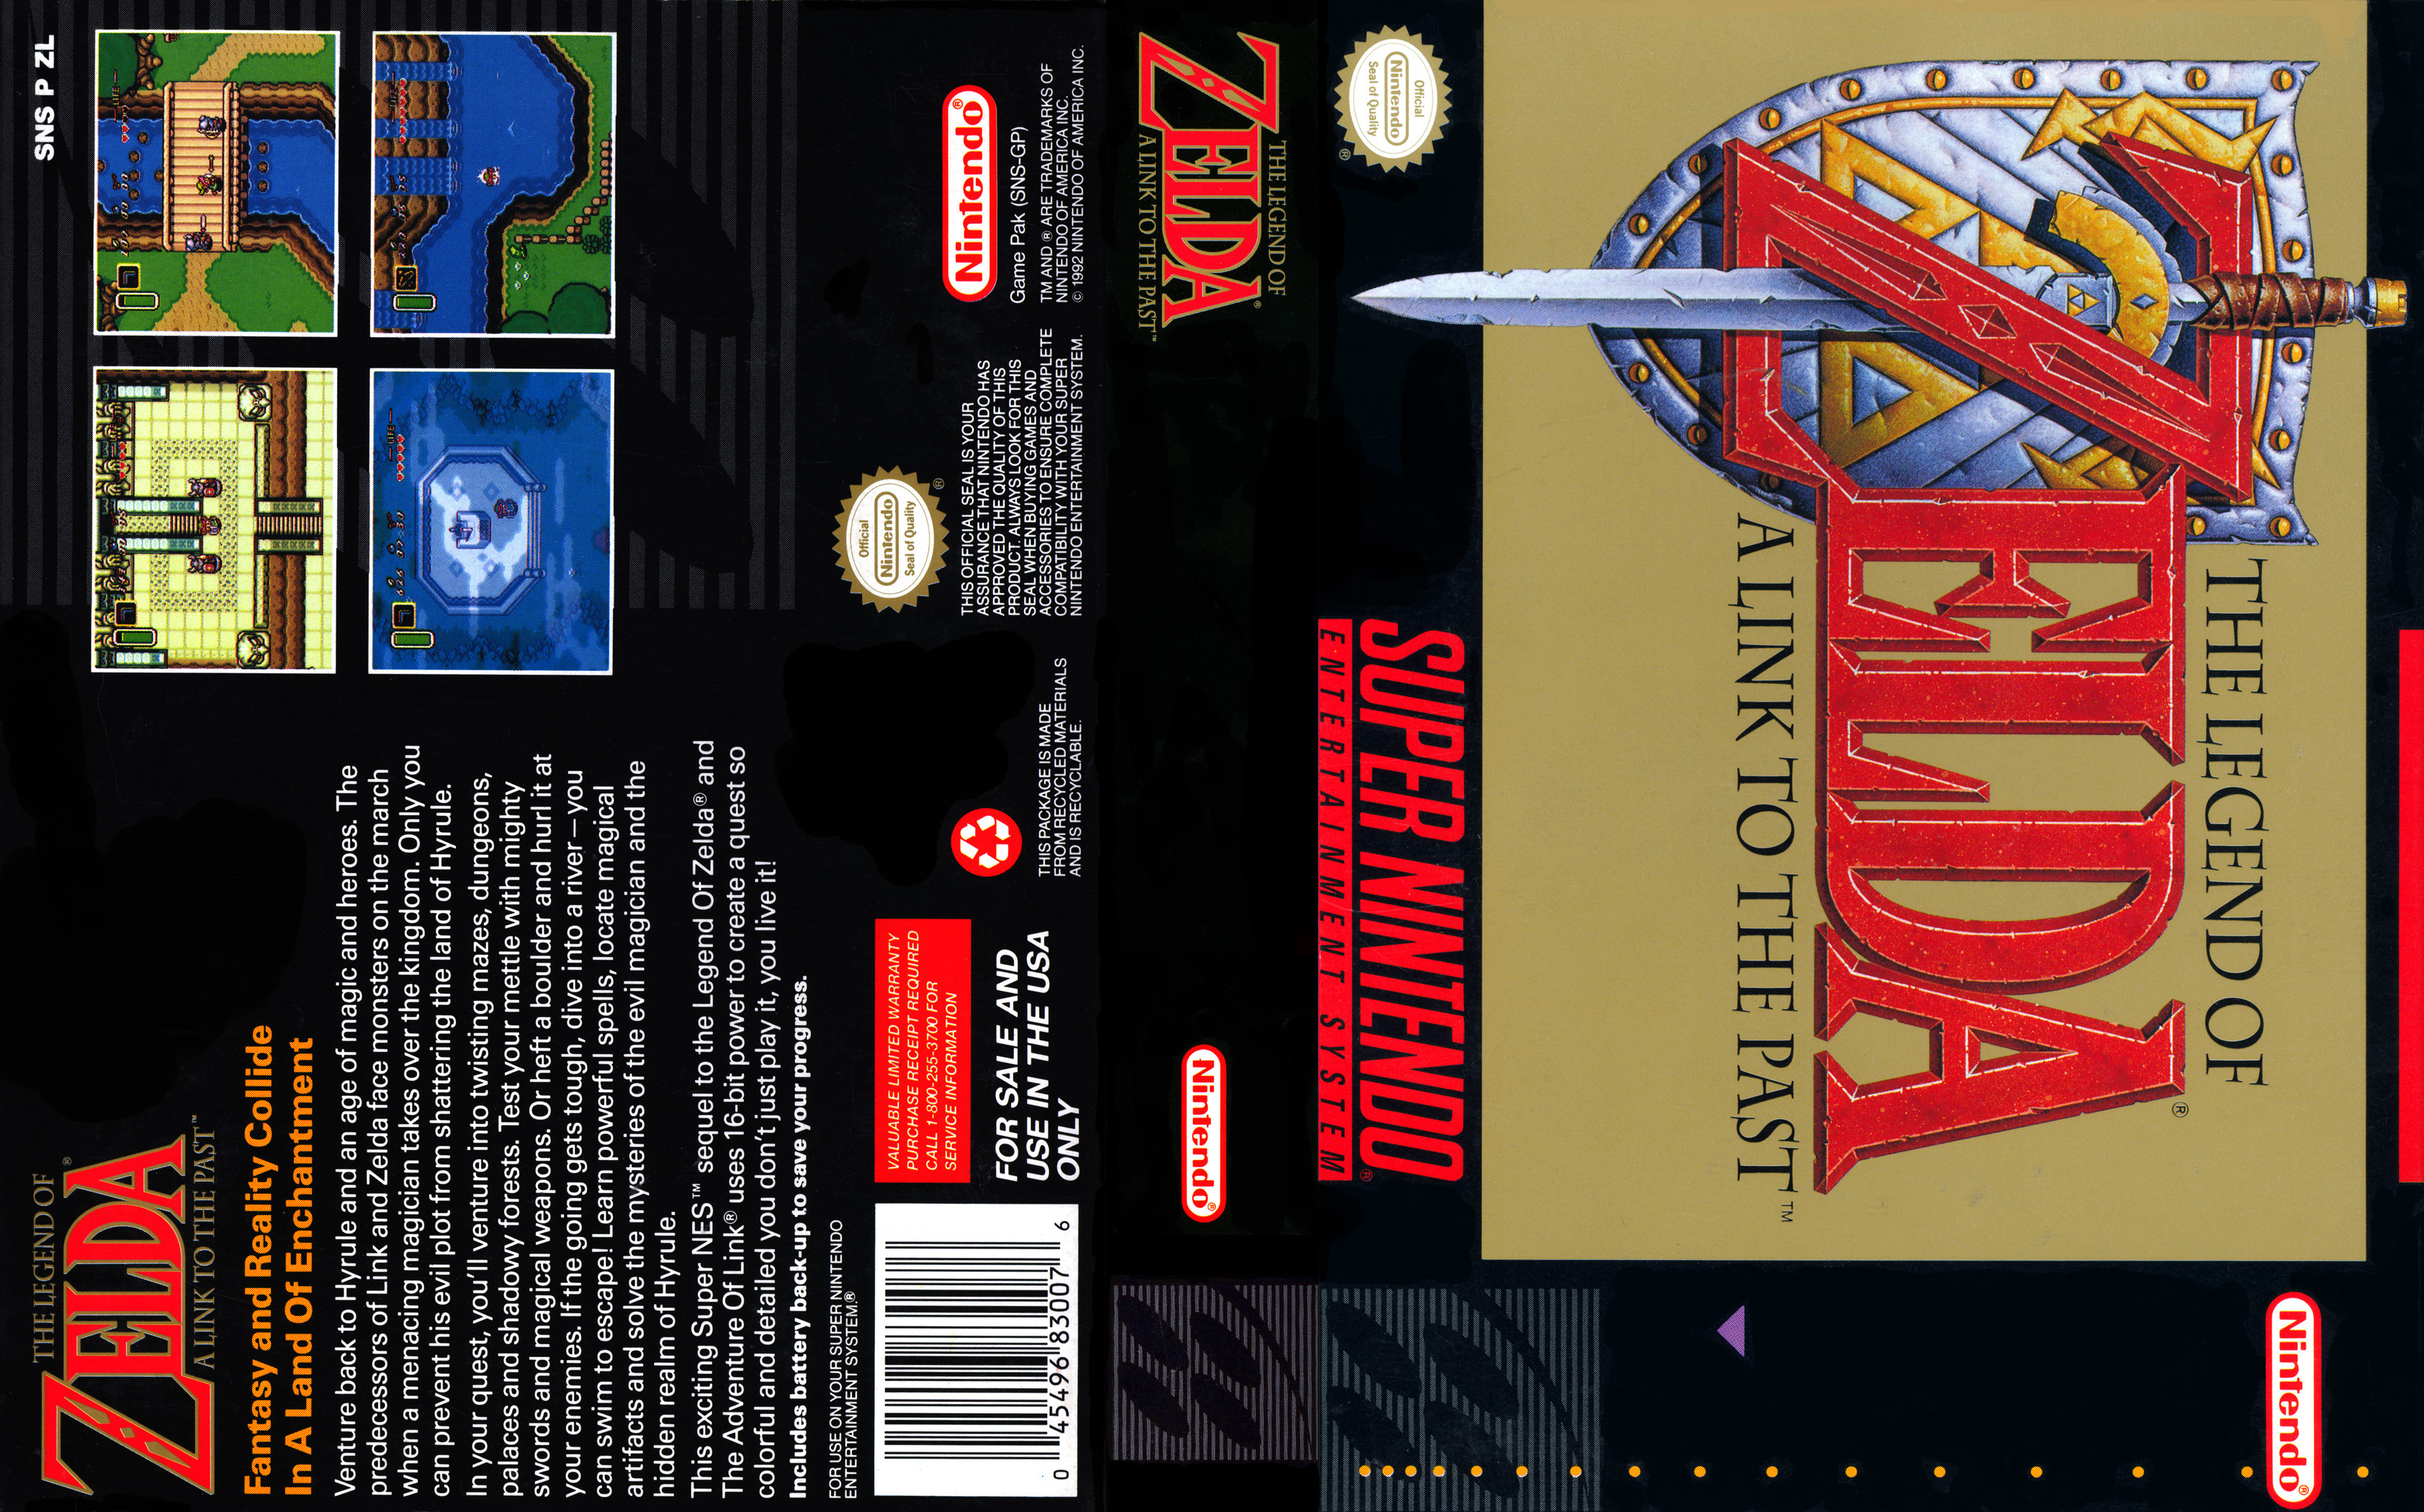 Nintendo®
THE LEGEND OF
ZELDA®
A LINK TO THE PAST™
Official
Nintendo
Seal of Quality
®
SUPER NINTENDO®
ENTERTAINMENT SYSTEM
THE LEGEND OF
ZELDA®
A LINK TO THE PAST™
Nintendo®
THE LEGEND OF
ZELDA®
A LINK TO THE PAST™
Fantasy and Reality Collide
In A Land Of Enchantment
Venture back to Hyrule and an age of magic and heroes. The
predecessors of Link and Zelda face monsters on the march
when a menacing magician takes over the kingdom. Only you
can prevent his evil plot from shattering the land of Hyrule.
In your quest, you'll venture into twisting mazes, dungeons,
palaces and shadowy forests. Test your mettle with mighty
swords and magical weapons. Or heft a boulder and hurl it at
your enemies. If the going gets tough, dive into a river—you
can swim to escape! Learn powerful spells, locate magical
artifacts and solve the mysteries of the evil magician and the
hidden realm of Hyrule.
This exciting Super NES™ sequel to the Legend Of Zelda® and
The Adventure Of Link® uses 16-bit power to create a quest so
colorful and detailed you don't just play it, you live it!
Includes battery back-up to save your progress.
FOR USE ON YOUR SUPER NINTENDO
ENTERTAINMENT SYSTEM.®
0 45496 83007 6
VALUABLE LIMITED WARRANTY
PURCHASE RECEIPT REQUIRED
CALL 1-800-255-3700 FOR
SERVICE INFORMATION
FOR SALE AND
USE IN THE USA
ONLY
THIS PACKAGE IS MADE
FROM RECYCLED MATERIALS
AND IS RECYCLABLE.
SNS P ZL
LIFE
LIFE
LIFE
Official
Nintendo
Seal of Quality
®
THIS OFFICIAL SEAL IS YOUR
ASSURANCE THAT NINTENDO HAS
APPROVED THE QUALITY OF THIS
PRODUCT. ALWAYS LOOK FOR THIS
SEAL WHEN BUYING GAMES AND
ACCESSORIES TO ENSURE COMPLETE
COMPATIBILITY WITH YOUR SUPER
NINTENDO ENTERTAINMENT SYSTEM.
Nintendo®
Game Pak (SNS-GP)
TM AND ® ARE TRADEMARKS OF
NINTENDO OF AMERICA INC.
© 1992 NINTENDO OF AMERICA INC.